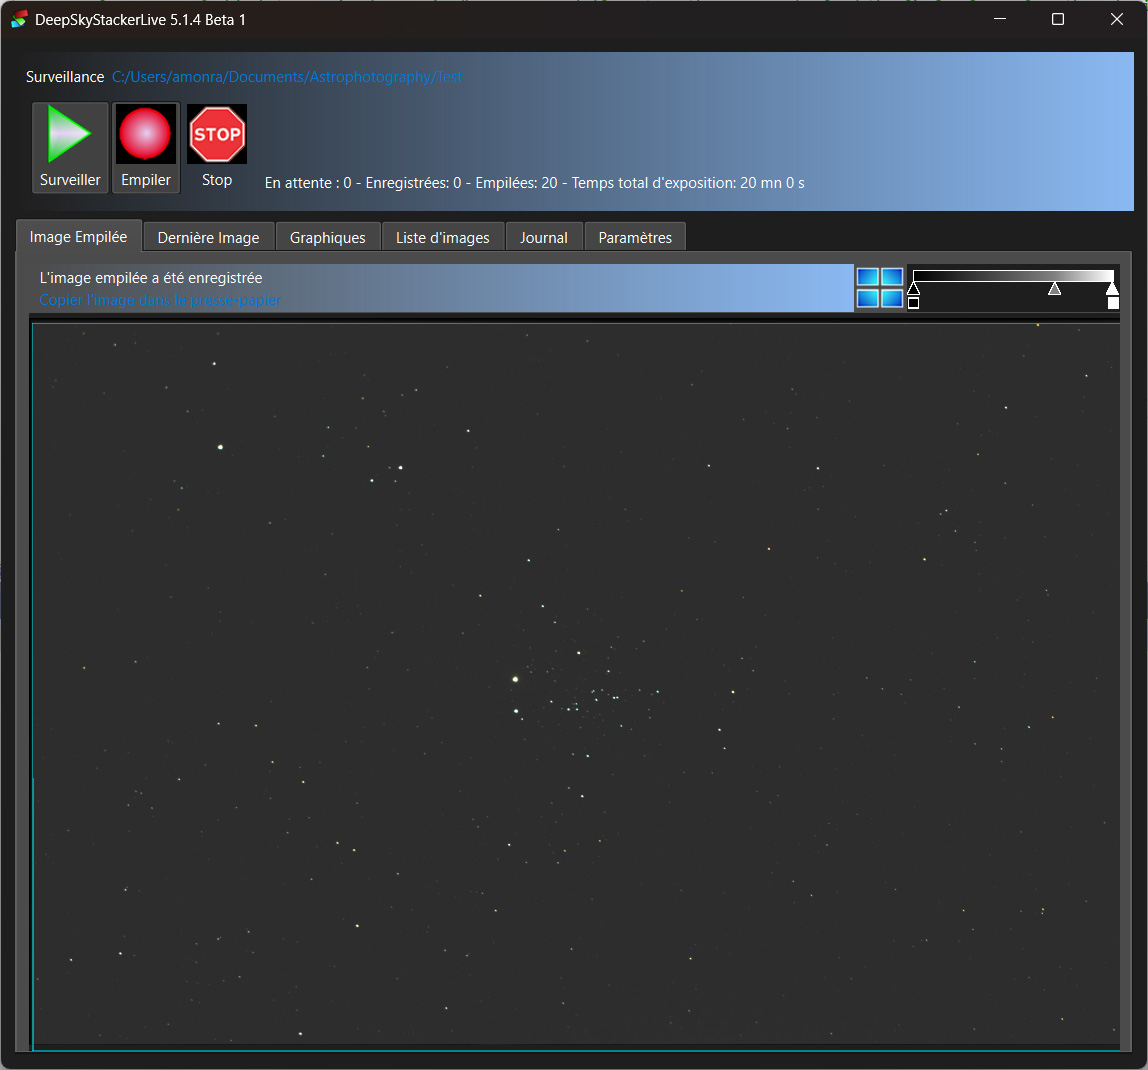 DeepSkyStackerLive 5.1.4 Beta 1
Surveillance C:/Users/amonra/Documents/Astrophotography/Test
STOP
Surveiller Empiler Stop En attente : 0 - Enregistrées: 0 - Empilées: 20 - Temps total d'exposition: 20 mn 0 s
Image Empilée Dernière Image Graphiques Liste d'images Journal Paramètres
L'image empilée a été enregistrée
Copier l'image dans le presse-papier